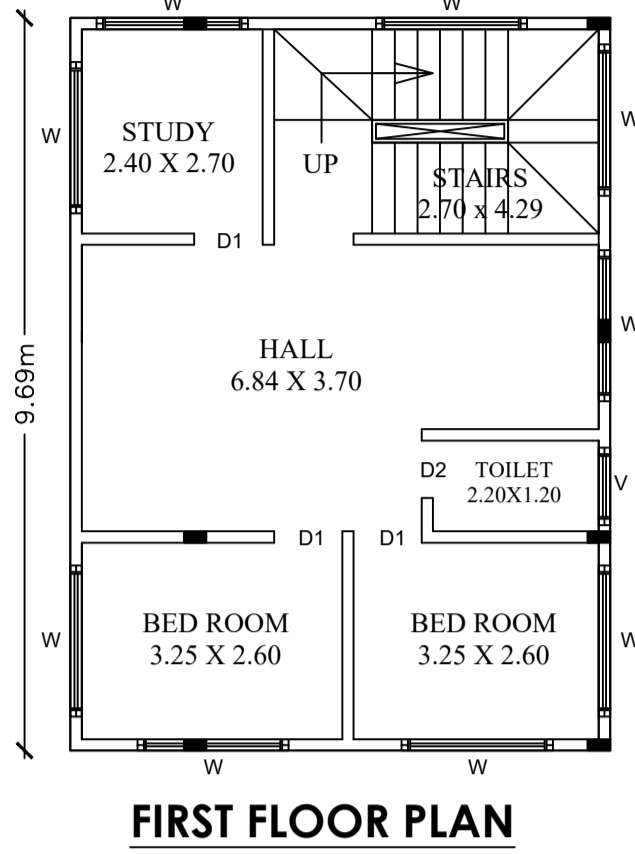 W
W
W
STUDY
2.40 X 2.70
UP
STAIRS
2.70 x 4.29
W
D1
HALL
6.84 X 3.70
W
9.69m
D2
TOILET
2.20X1.20
V
D1
D1
BED ROOM
3.25 X 2.60
BED ROOM
3.25 X 2.60
W
W
W
W
FIRST FLOOR PLAN